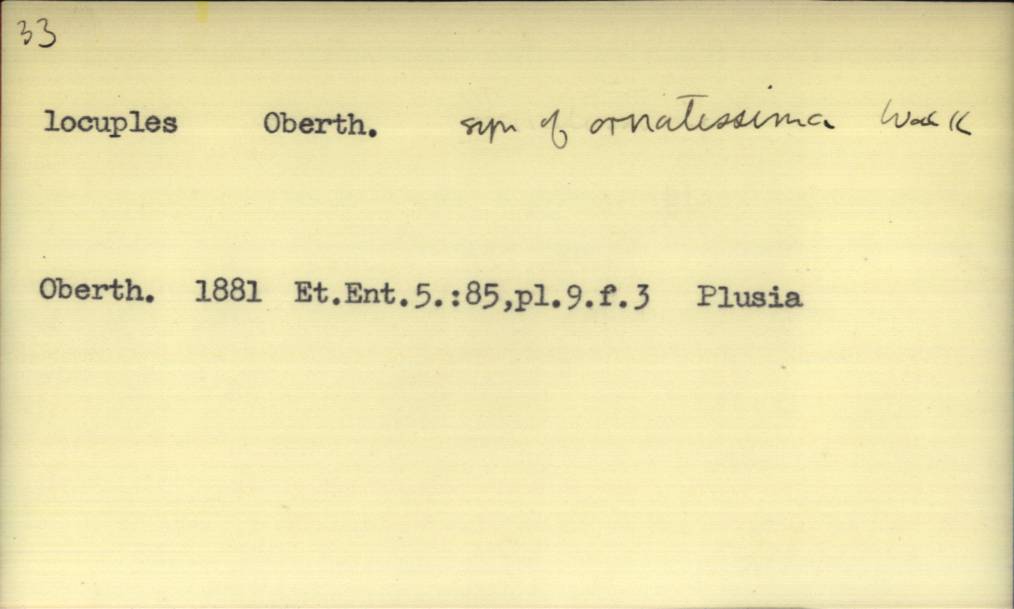 33
locuples Oberth. syn of ornatissima Walk
Oberth. 1881 Et.Ent.5.:85,pl.9.f.3 Plusia